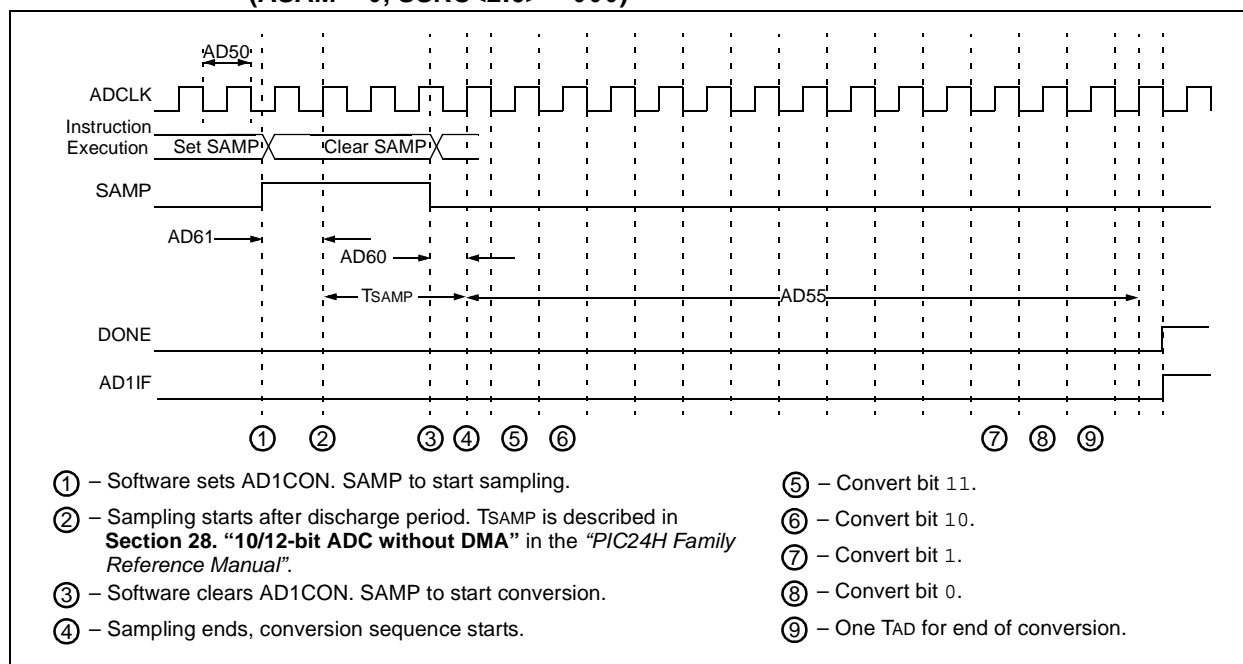 (ASAM = 0, SSRC<2:0> = 000)
AD50
ADCLK
Instruction
Execution
Set SAMP
Clear SAMP
SAMP
AD61
AD60
TSAMP
AD55
DONE
AD1IF
1 2 3 4 5 6 7 8 9
1 – Software sets AD1CON. SAMP to start sampling.
2 – Sampling starts after discharge period. TSAMP is described in
Section 28. “10/12-bit ADC without DMA” in the “PIC24H Family
Reference Manual”.
3 – Software clears AD1CON. SAMP to start conversion.
4 – Sampling ends, conversion sequence starts.
5 – Convert bit 11.
6 – Convert bit 10.
7 – Convert bit 1.
8 – Convert bit 0.
9 – One TAD for end of conversion.